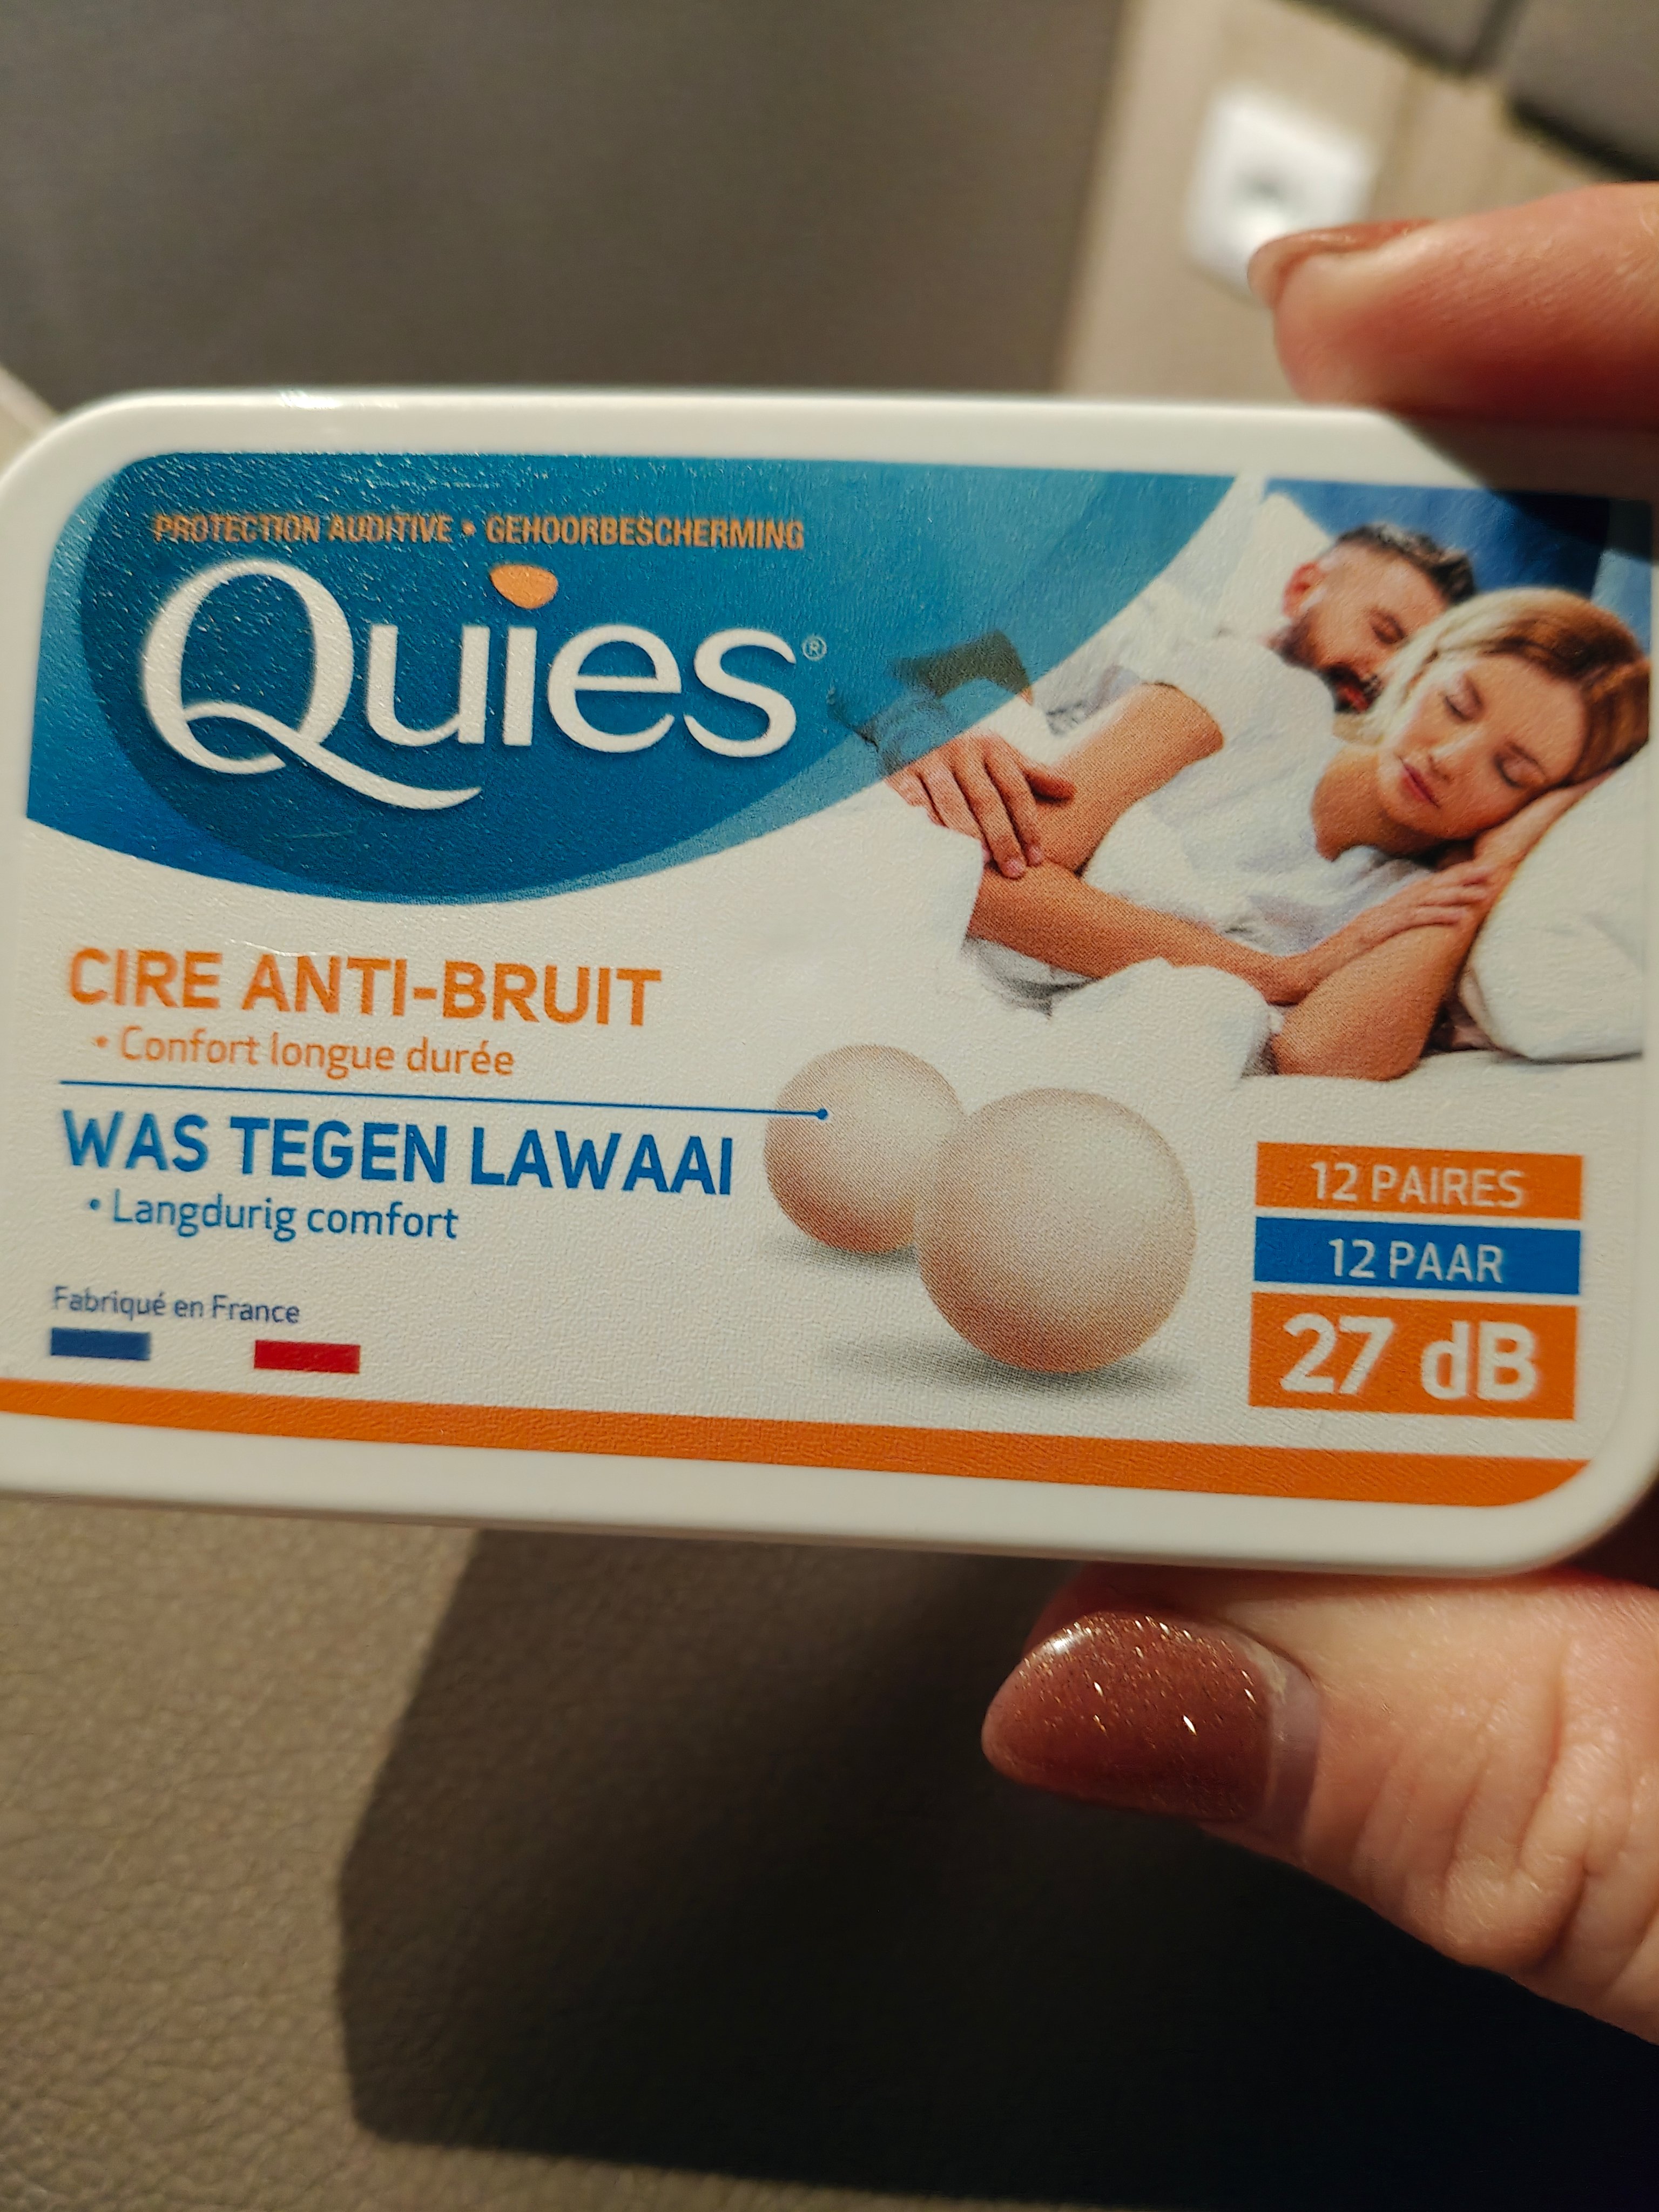 PROTECTION AUDITIVE • GEHOORBESCHERMING
Quies®
CIRE ANTI-BRUIT
• Confort longue durée
WAS TEGEN LAWAAI
• Langdurig comfort
Fabriqué en France
12 PAIRES
12 PAAR
27 dB